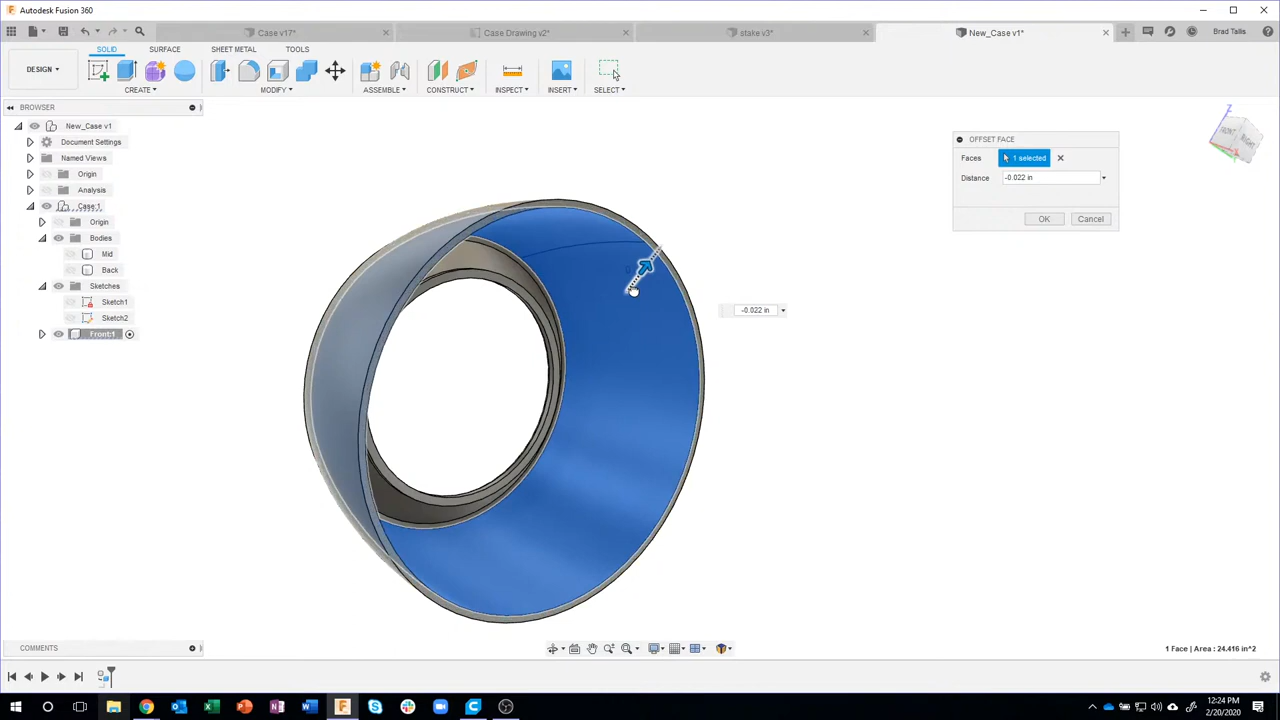 Autodesk Fusion 360
Case v17*
Case Drawing v2*
stake v3*
New_Case v1*
Brad Tallis
SOLID
SURFACE
SHEET METAL
TOOLS
DESIGN
CREATE
MODIFY
ASSEMBLE
CONSTRUCT
INSPECT
INSERT
SELECT
BROWSER
New_Case v1
Document Settings
Named Views
Origin
Analysis
Case:1
Origin
Bodies
Mid
Back
Sketches
Sketch1
Sketch2
Front:1
OFFSET FACE
Faces
1 selected
Distance
-0.022 in
OK
Cancel
Z
FRONT
RIGHT
-0.022 in
COMMENTS
1 Face | Area : 24.416 in^2
12:24 PM
2/20/2020